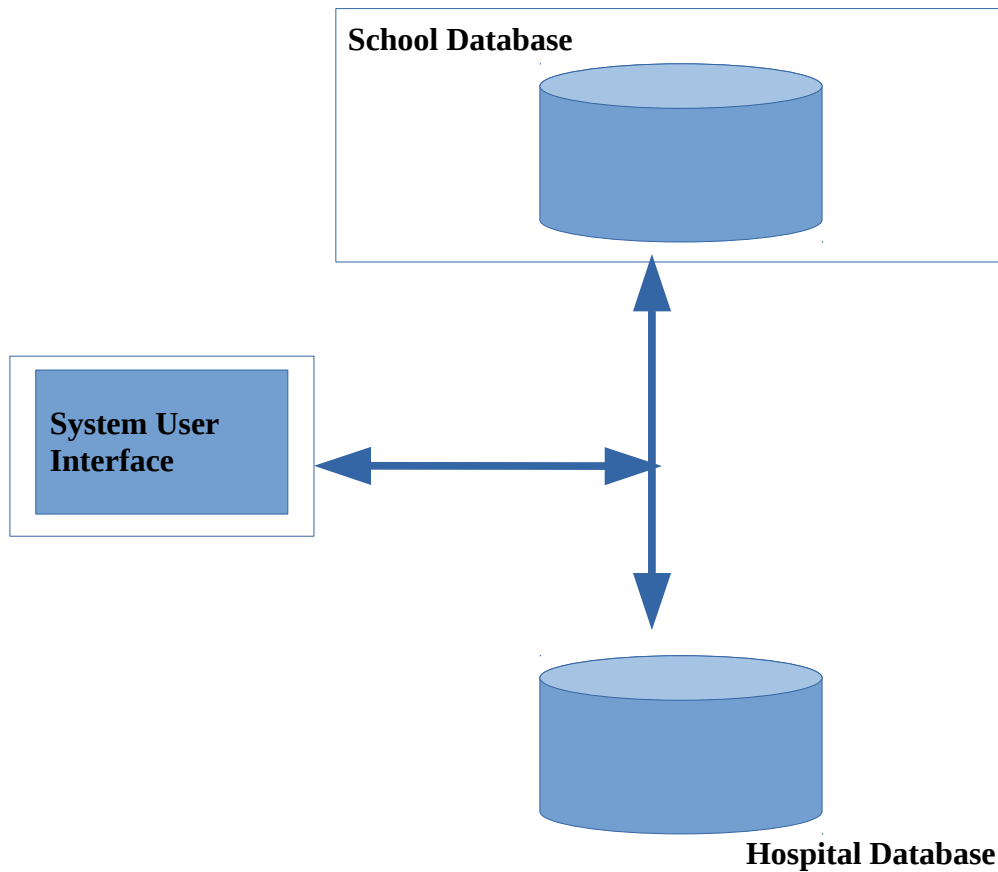 School Database
System User
Interface
Hospital Database